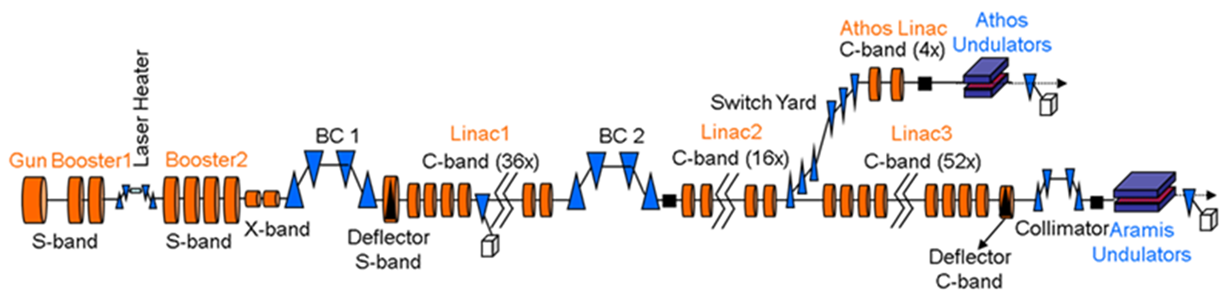 Gun Booster1
S-band
Laser Heater
Booster2
S-band
X-band
BC 1
Deflector
S-band
Linac1
C-band (36x)
BC 2
Linac2
C-band (16x)
Switch Yard
Athos Linac
C-band (4x)
Athos
Undulators
Linac3
C-band (52x)
Deflector
C-band
Collimator
Aramis
Undulators